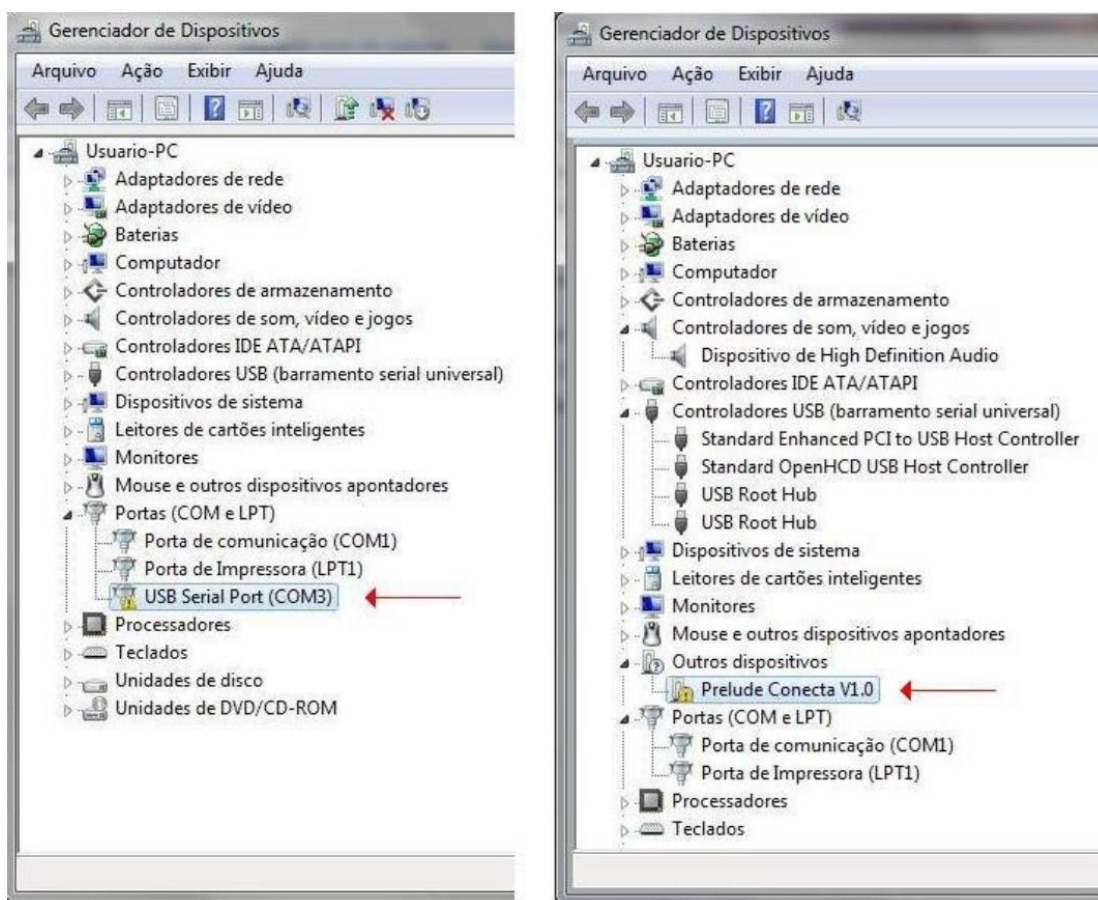 Gerenciador de Dispositivos
Arquivo Ação Exibir Ajuda
Usuario-PC
Adaptadores de rede
Adaptadores de vídeo
Baterias
Computador
Controladores de armazenamento
Controladores de som, vídeo e jogos
Controladores IDE ATA/ATAPI
Controladores USB (barramento serial universal)
Dispositivos de sistema
Leitores de cartões inteligentes
Monitores
Mouse e outros dispositivos apontadores
Portas (COM e LPT)
Porta de comunicação (COM1)
Porta de Impressora (LPT1)
USB Serial Port (COM3)
Processadores
Teclados
Unidades de disco
Unidades de DVD/CD-ROM
Gerenciador de Dispositivos
Arquivo Ação Exibir Ajuda
Usuario-PC
Adaptadores de rede
Adaptadores de vídeo
Baterias
Computador
Controladores de armazenamento
Controladores de som, vídeo e jogos
Dispositivo de High Definition Audio
Controladores IDE ATA/ATAPI
Controladores USB (barramento serial universal)
Standard Enhanced PCI to USB Host Controller
Standard OpenHCD USB Host Controller
USB Root Hub
USB Root Hub
Dispositivos de sistema
Leitores de cartões inteligentes
Monitores
Mouse e outros dispositivos apontadores
Outros dispositivos
Prelude Conecta V1.0
Portas (COM e LPT)
Porta de comunicação (COM1)
Porta de Impressora (LPT1)
Processadores
Teclados